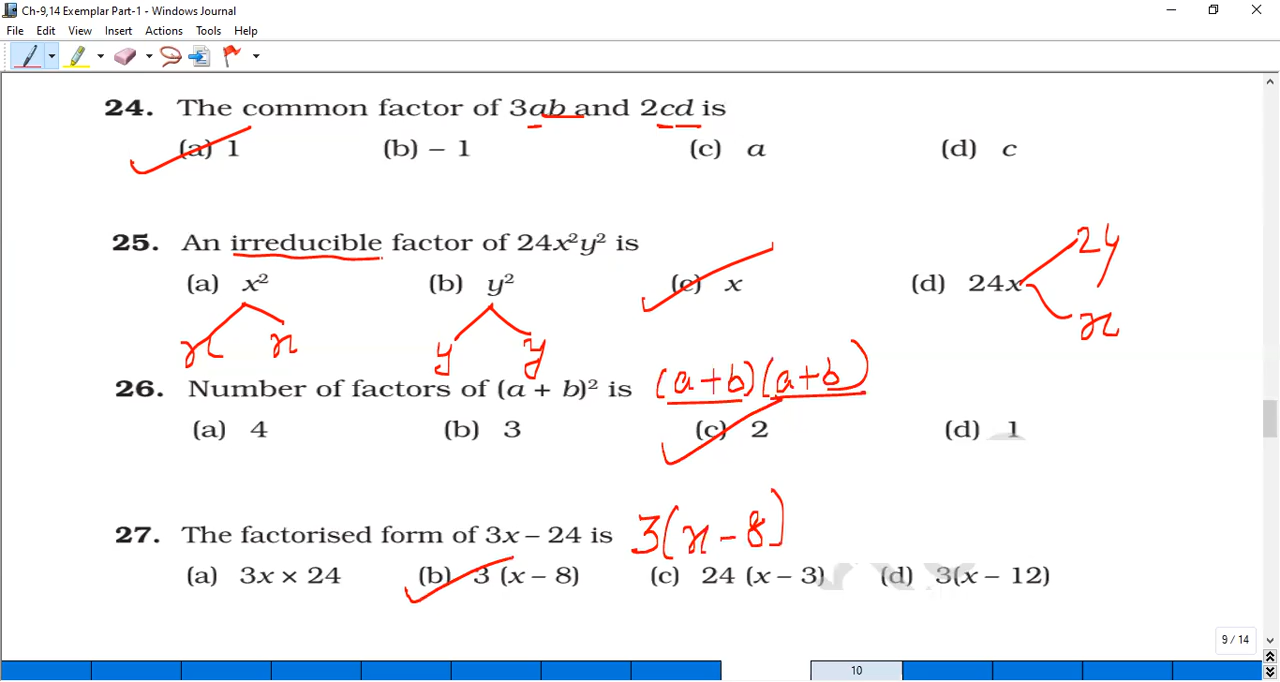 Ch-9,14 Exemplar Part-1 - Windows Journal
File Edit View Insert Actions Tools Help
24. The common factor of 3ab and 2cd is
(a) 1 (b) – 1 (c) a (d) c
25. An irreducible factor of 24x²y² is
24
(a) x² (b) y² (c) x (d) 24x
x x y y x
26. Number of factors of (a + b)² is (a+b)(a+b)
(a) 4 (b) 3 (c) 2 (d) 1
27. The factorised form of 3x – 24 is 3(x-8)
(a) 3x × 24 (b) 3 (x – 8) (c) 24 (x – 3) (d) 3(x – 12)
9 / 14
10